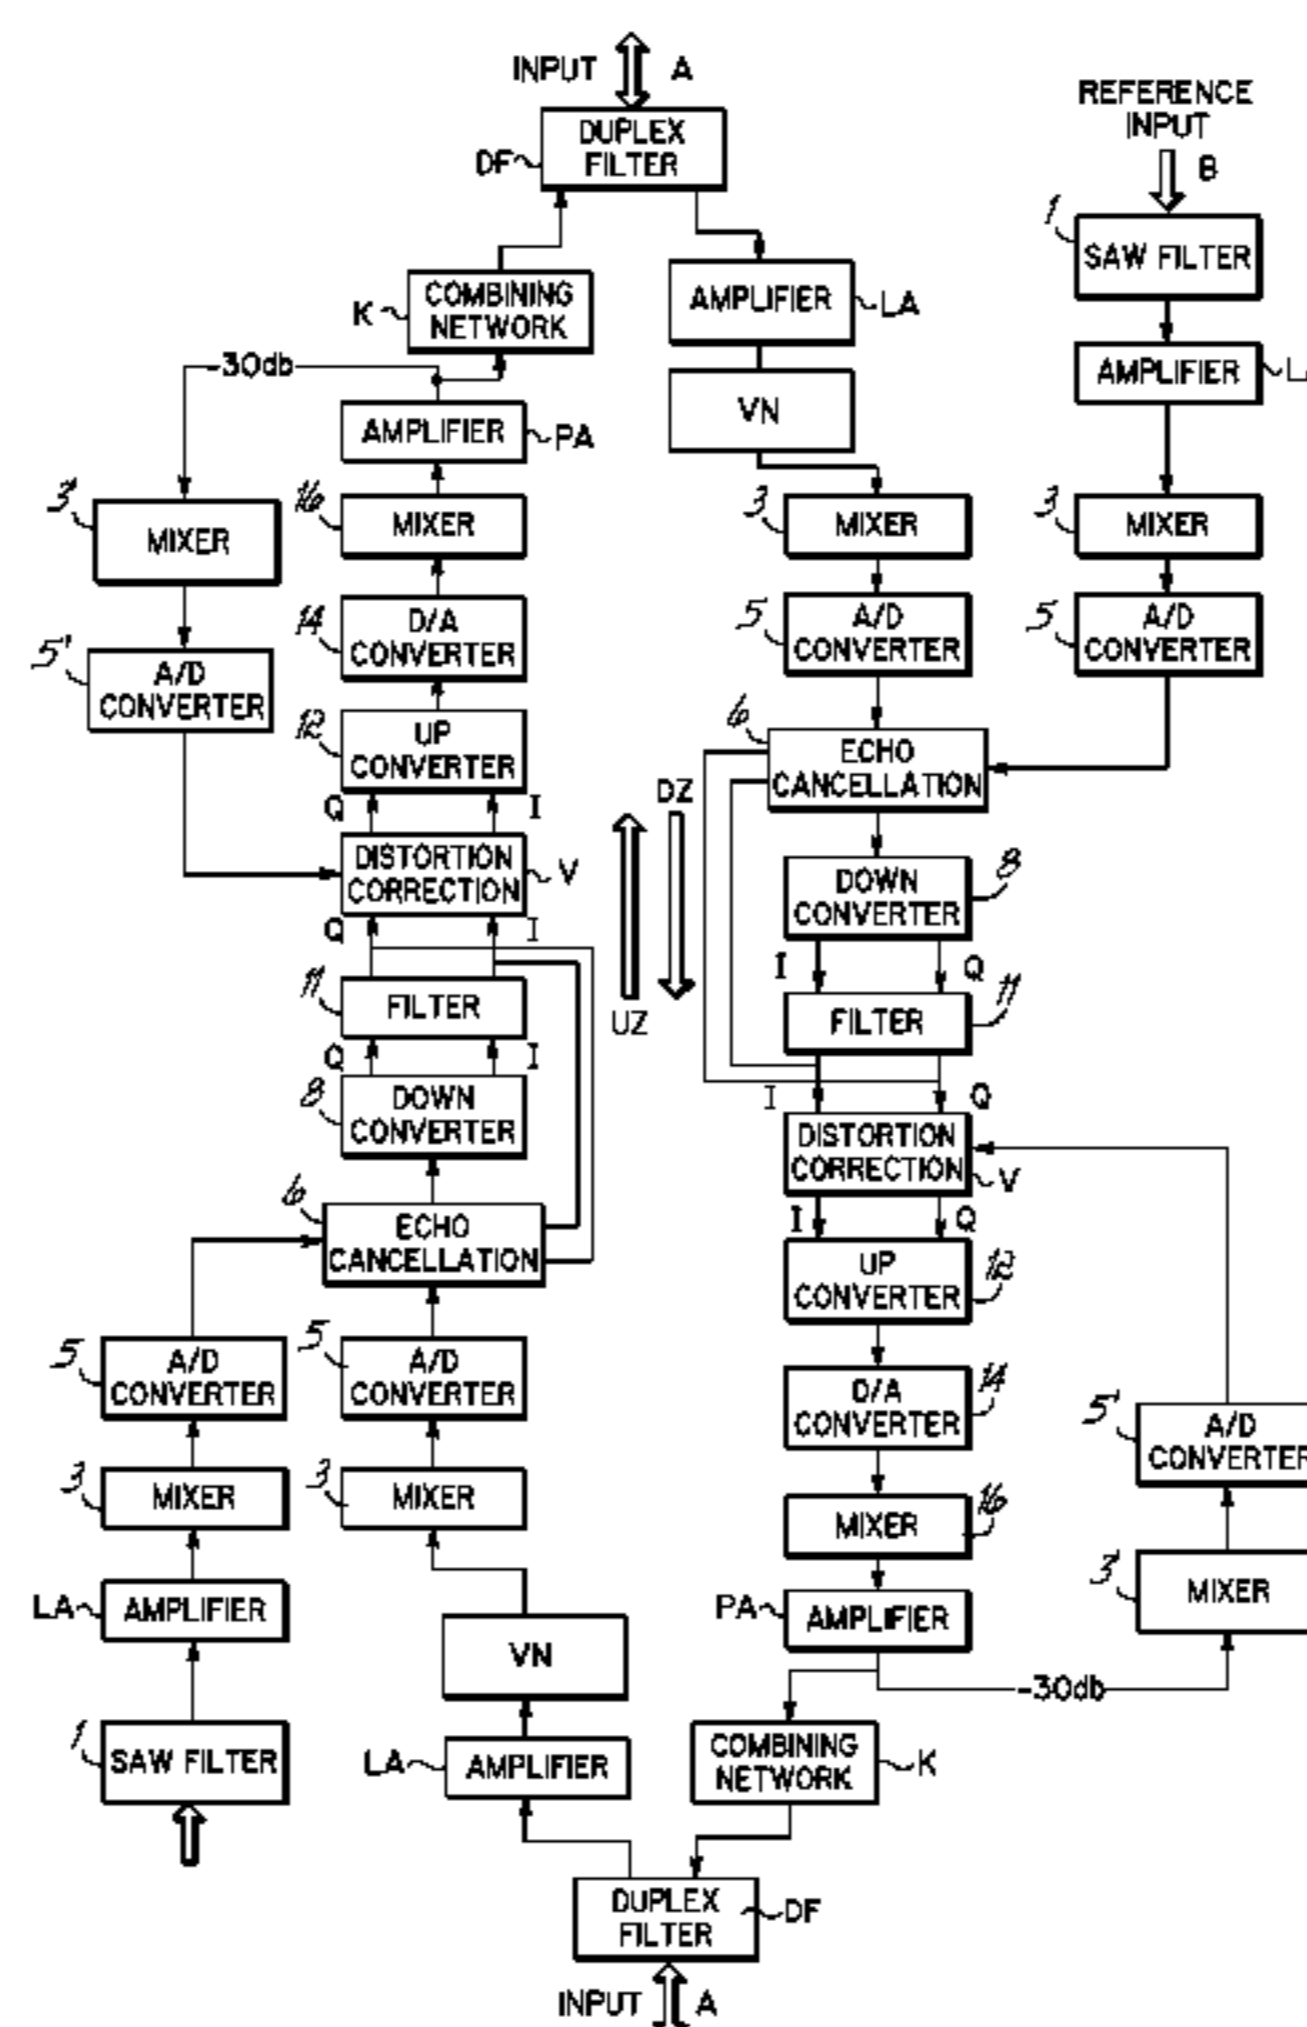 INPUT A
DUPLEX
FILTER
DF
REFERENCE
INPUT
B
1
SAW FILTER
COMBINING
NETWORK
K
AMPLIFIER
LA
AMPLIFIER
-30db
VN
AMPLIFIER
PA
3'
MIXER
16
MIXER
3
MIXER
3
MIXER
14
D/A
CONVERTER
5
A/D
CONVERTER
5
A/D
CONVERTER
5'
A/D
CONVERTER
12
UP
CONVERTER
6
ECHO
CANCELLATION
Q I
DZ
DISTORTION
CORRECTION
V
8
DOWN
CONVERTER
Q I
I Q
11
FILTER
UZ
11
FILTER
Q I
I Q
8
DOWN
CONVERTER
DISTORTION
CORRECTION
V
6
ECHO
CANCELLATION
I Q
UP
CONVERTER
12
5
A/D
CONVERTER
5
A/D
CONVERTER
D/A
CONVERTER
14
5'
A/D
CONVERTER
3
MIXER
3
MIXER
MIXER
16
3'
MIXER
LA
AMPLIFIER
PA
AMPLIFIER
VN
-30db
1
SAW FILTER
LA
AMPLIFIER
COMBINING
NETWORK
K
DUPLEX
FILTER
DF
INPUT A